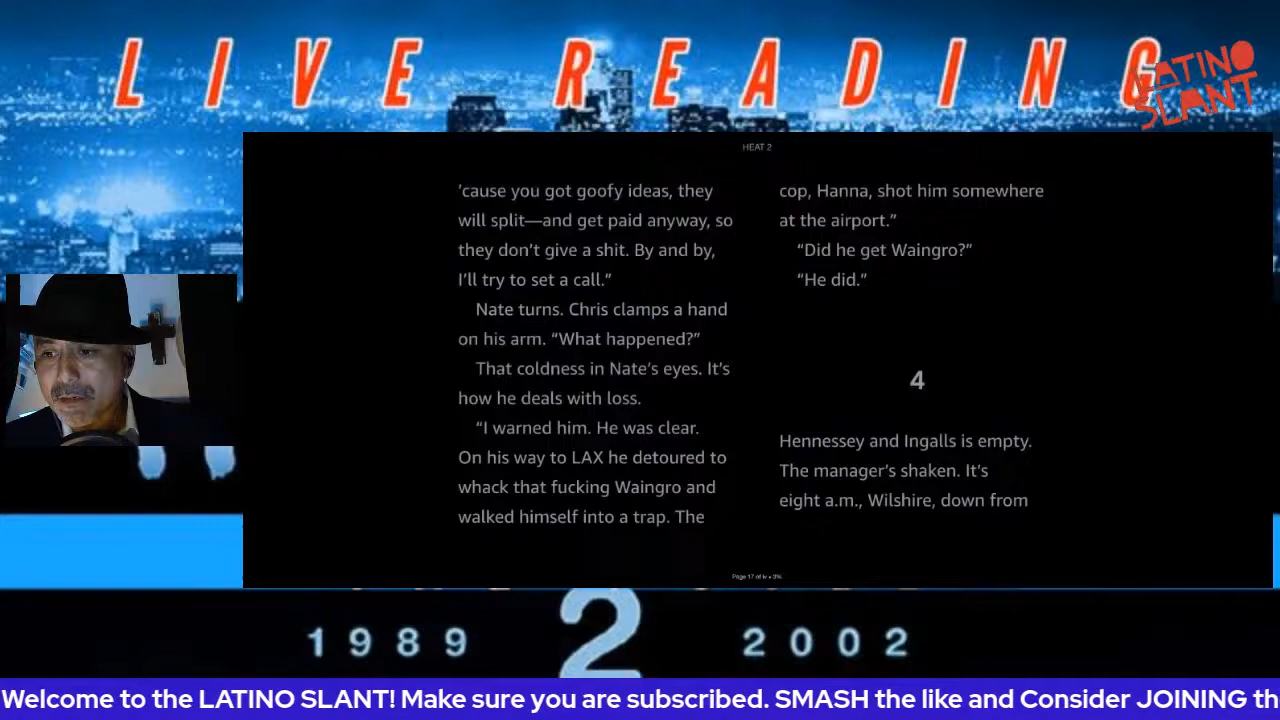 LIVE READING
LATINO
SLANT
HEAT 2
’cause you got goofy ideas, they
will split—and get paid anyway, so
they don’t give a shit. By and by,
I’ll try to set a call.”
Nate turns. Chris clamps a hand
on his arm. “What happened?”
That coldness in Nate’s eyes. It’s
how he deals with loss.
“I warned him. He was clear.
On his way to LAX he detoured to
whack that fucking Waingro and
walked himself into a trap. The
cop, Hanna, shot him somewhere
at the airport.”
“Did he get Waingro?”
“He did.”
4
Hennessey and Ingalls is empty.
The manager’s shaken. It’s
eight a.m., Wilshire, down from
Page 17 of iv • 3%
1989 2 2002
Welcome to the LATINO SLANT! Make sure you are subscribed. SMASH the like and Consider JOINING th